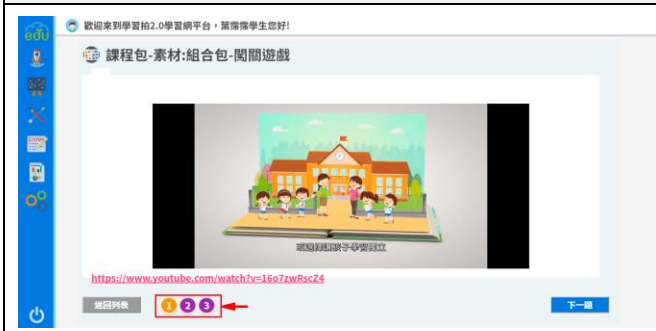 edu
歡迎來到學習拍2.0學習網平台，葉霈霈學生您好!
課程包-素材:組合包-闖關遊戲
https://www.youtube.com/watch?v=16o7zwRscZ4
返回列表
1 2 3
下一題